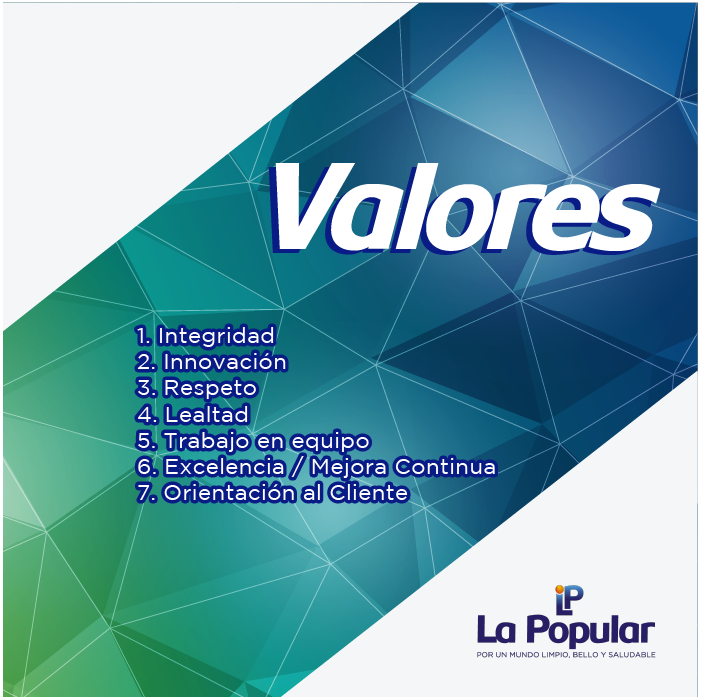 Valores
1. Integridad
2. Innovación
3. Respeto
4. Lealtad
5. Trabajo en equipo
6. Excelencia / Mejora Continua
7. Orientación al Cliente
LP
La Popular
POR UN MUNDO LIMPIO, BELLO Y SALUDABLE